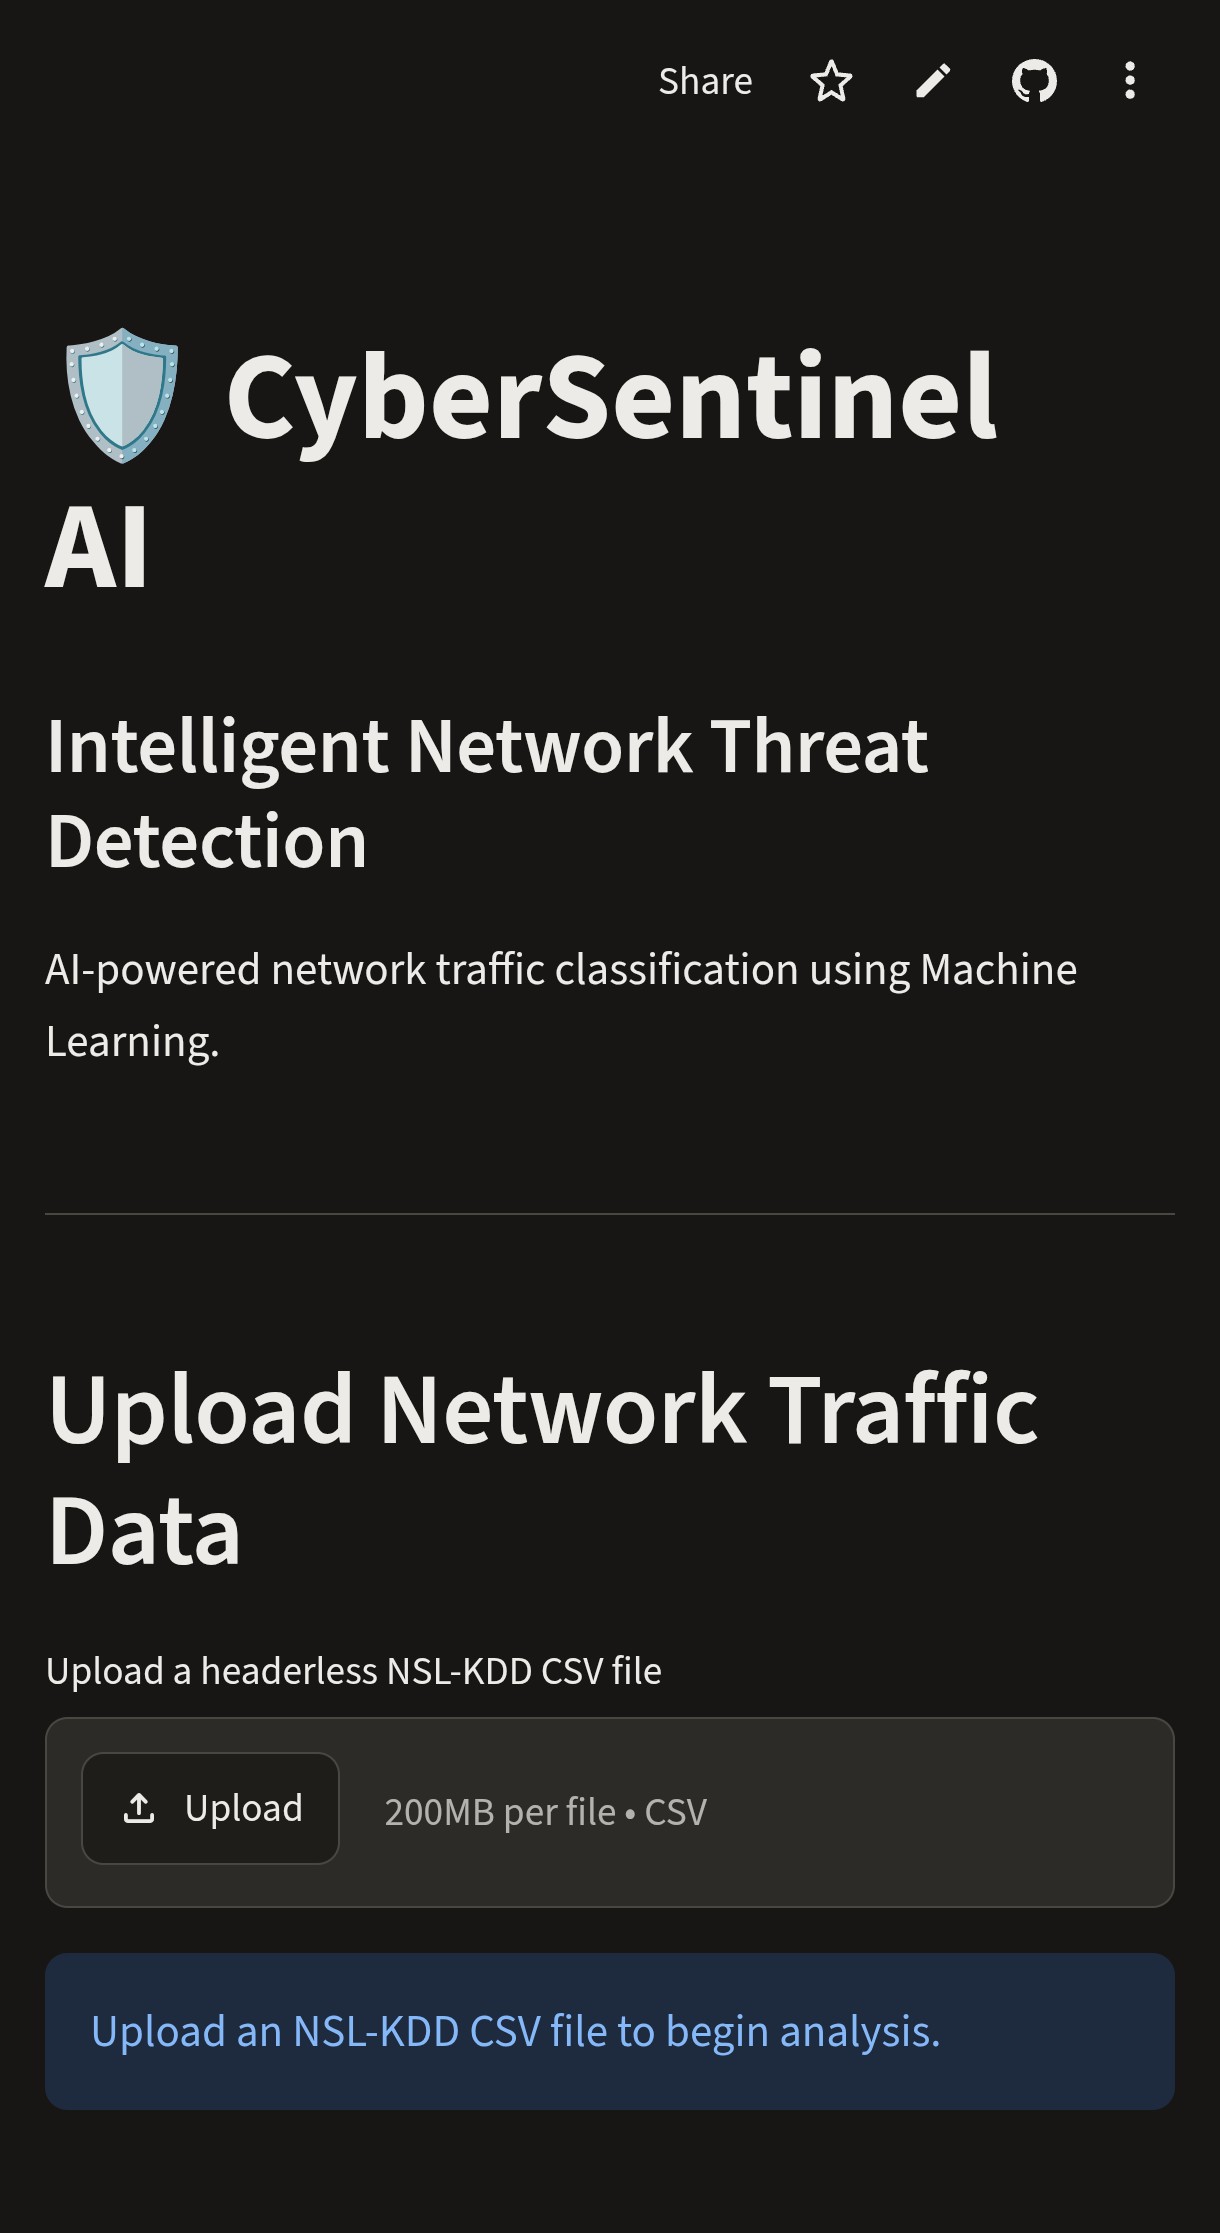 Share
CyberSentinel
AI
Intelligent Network Threat
Detection
AI-powered network traffic classification using Machine
Learning.
Upload Network Traffic
Data
Upload a headerless NSL-KDD CSV file
Upload
200MB per file • CSV
Upload an NSL-KDD CSV file to begin analysis.